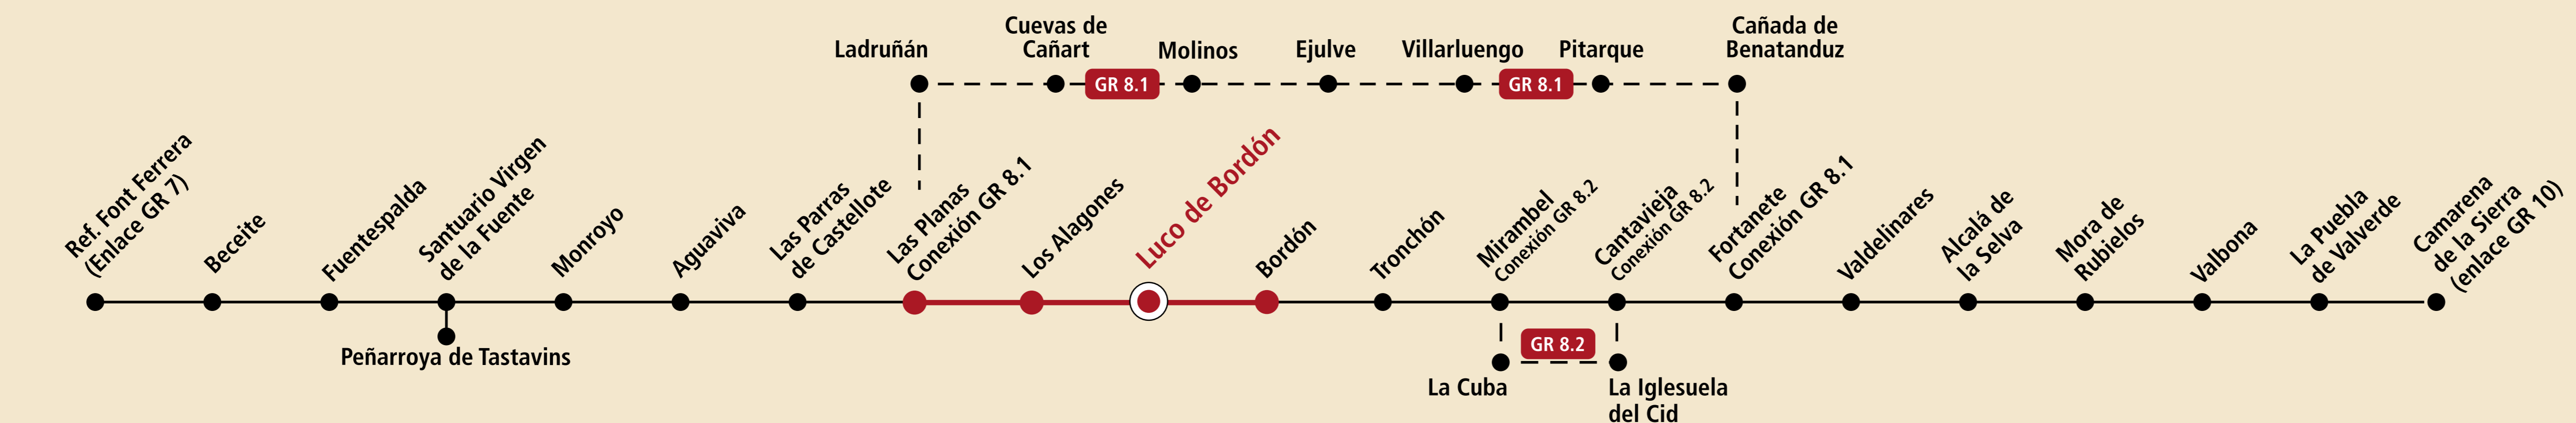 Ladruñán
Cuevas de
Cañart
GR 8.1
Molinos
Ejulve
Villarluengo
GR 8.1
Pitarque
Cañada de
Benatanduz
Ref. Font Ferrera
(Enlace GR 7)
Beceite
Fuentespalda
Santuario Virgen
de la Fuente
Peñarroya de Tastavins
Monroyo
Aguaviva
Las Parras
de Castellote
Las Planas
Conexión GR 8.1
Los Alagones
Luco de Bordón
Bordón
Tronchón
Mirambel
Conexión GR 8.2
Cantavieja
Conexión GR 8.2
GR 8.2
La Cuba
La Iglesuela
del Cid
Fortanete
Conexión GR 8.1
Valdelinares
Alcalá de
la Selva
Mora de
Rubielos
Valbona
La Puebla
de Valverde
Camarena
de la Sierra
(enlace GR 10)